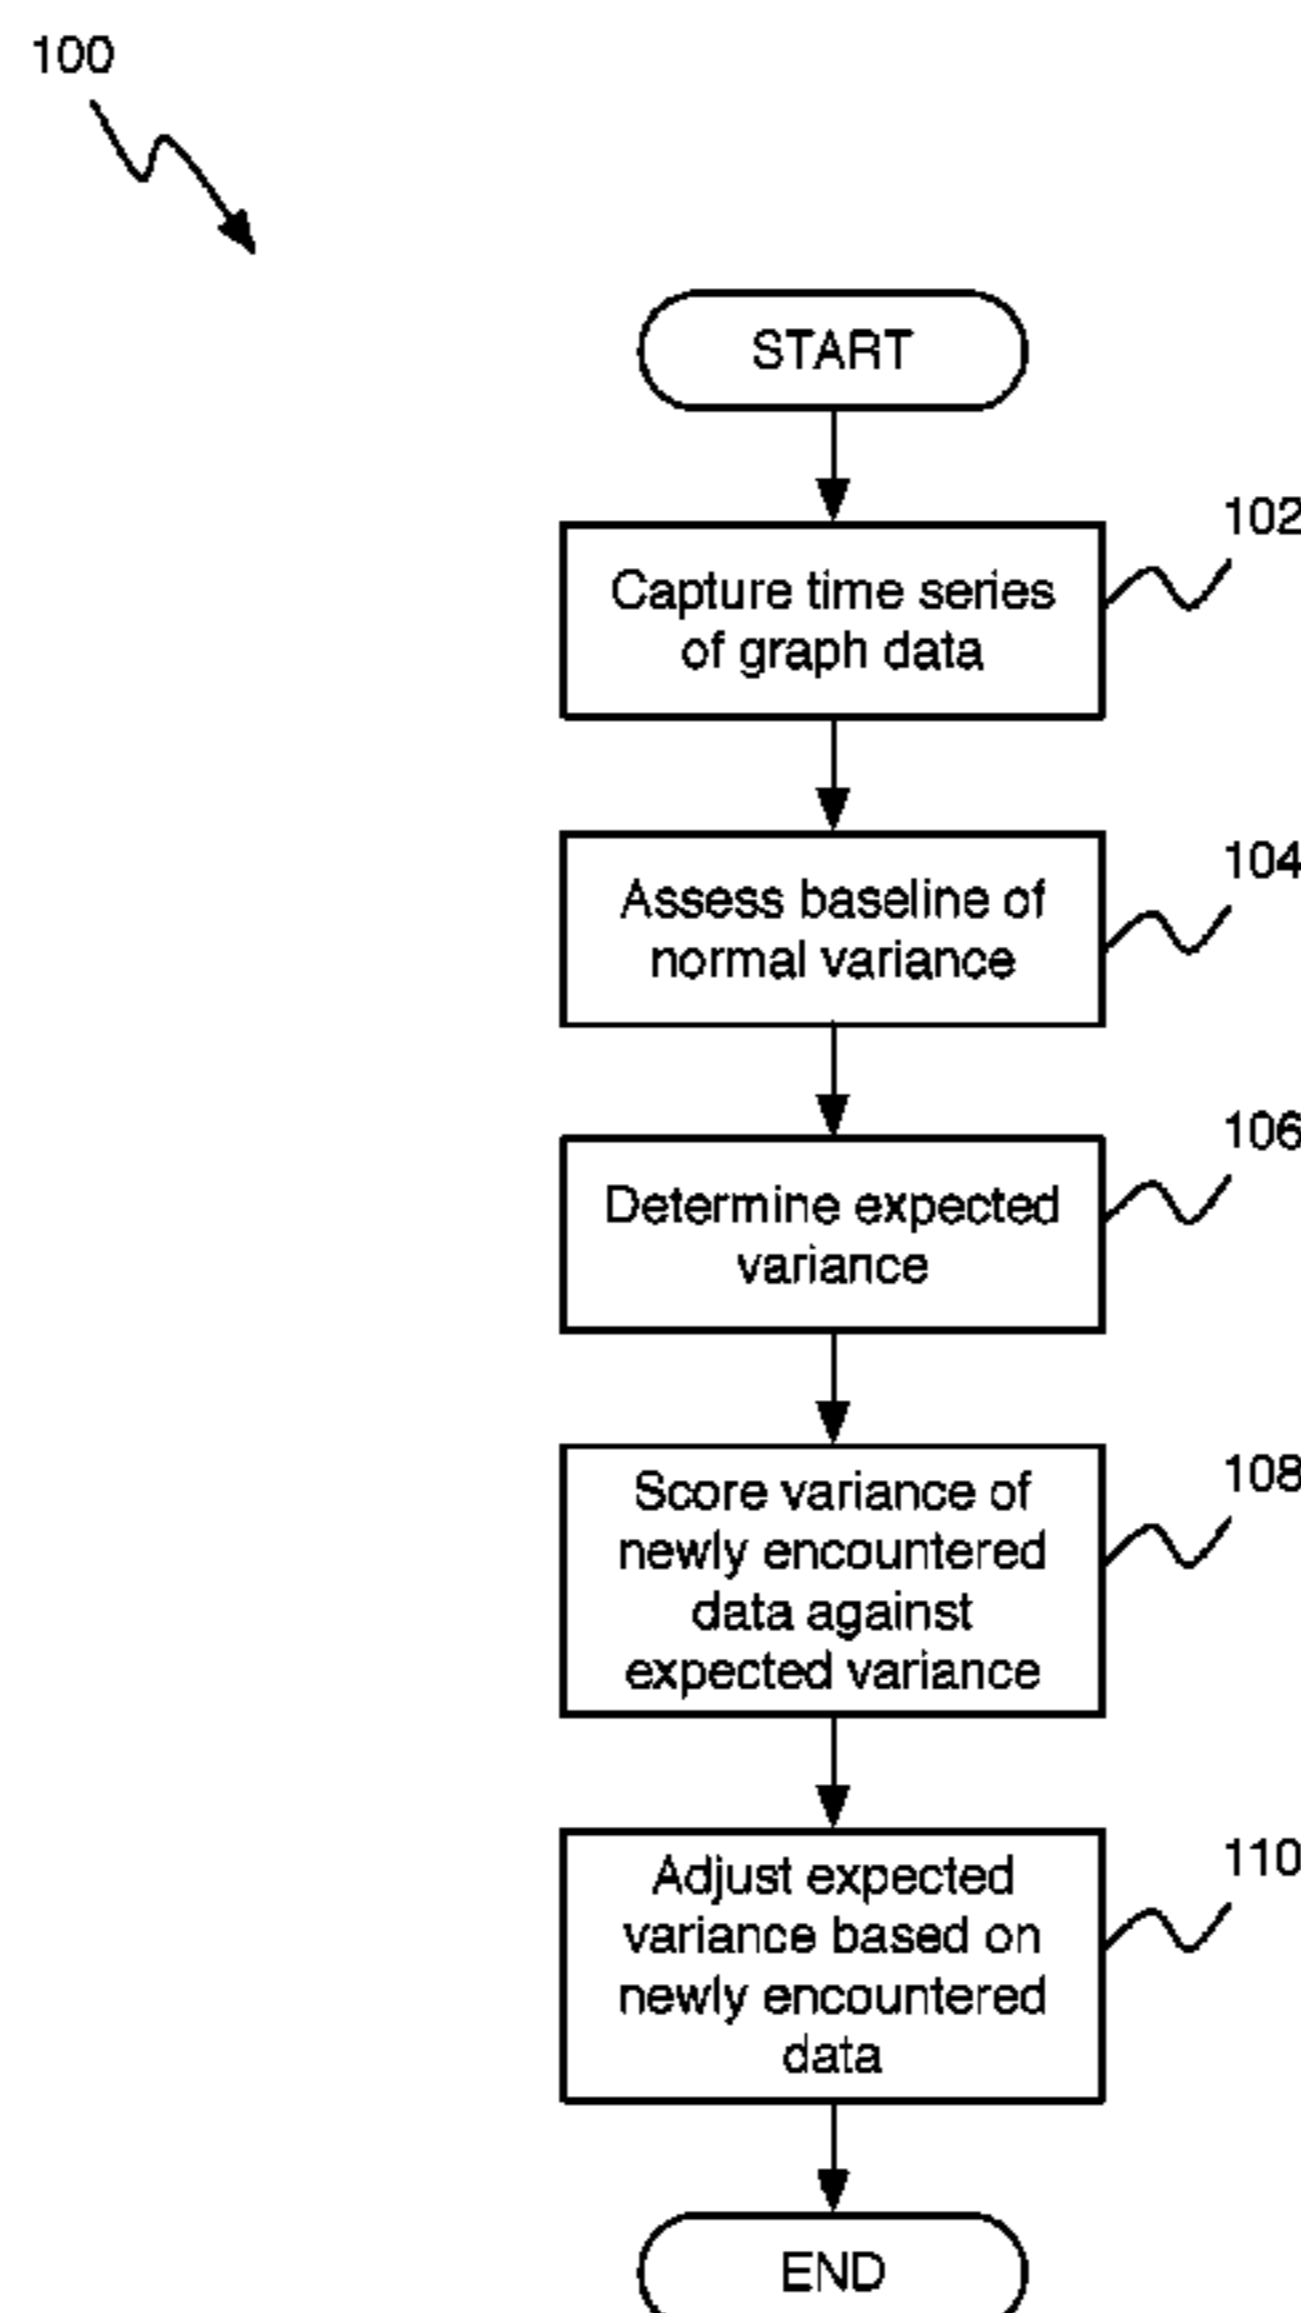 100
START
102
Capture time series
of graph data
104
Assess baseline of
normal variance
106
Determine expected
variance
108
Score variance of
newly encountered
data against
expected variance
110
Adjust expected
variance based on
newly encountered
data
END